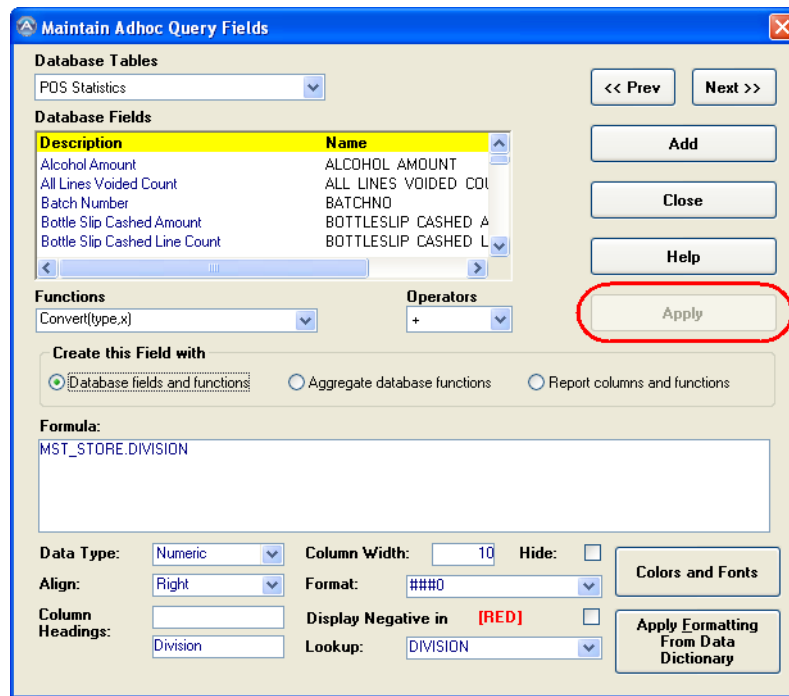 Maintain Adhoc Query Fields
Database Tables
POS Statistics
<< Prev Next >>
Database Fields
Description Name
Alcohol Amount ALCOHOL AMOUNT
All Lines Voided Count ALL LINES VOIDED COU
Batch Number BATCHNO
Bottle Slip Cashed Amount BOTTLESLIP CASHED A
Bottle Slip Cashed Line Count BOTTLESLIP CASHED L
Add
Close
Help
Functions Operators
Convert(type,x) +
Apply
Create this Field with
Database fields and functions Aggregate database functions Report columns and functions
Formula:
MST_STORE.DIVISION
Data Type: Numeric Column Width: 10 Hide:
Align: Right Format: ###0
Colors and Fonts
Column Headings: Display Negative in [RED]
Division Lookup: DIVISION
Apply Formatting
From Data
Dictionary